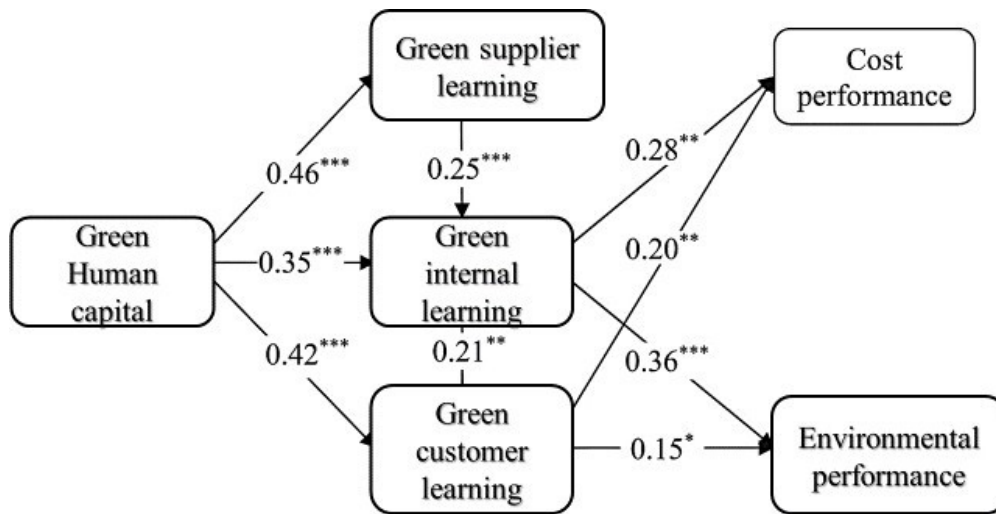 Green supplier
learning
Cost
performance
0.46***
0.25***
0.28**
Green
Human
capital
0.35***
Green
internal
learning
0.20**
0.42***
0.21**
0.36***
Green
customer
learning
0.15*
Environmental
performance